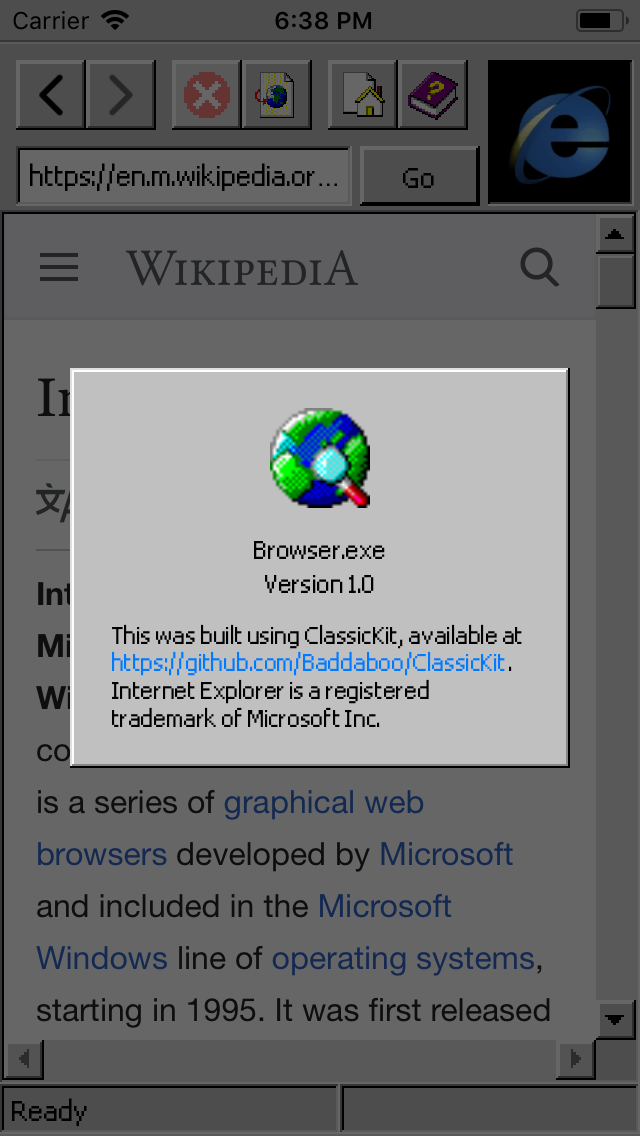 Carrier 6:38 PM
https://en.m.wikipedia.or...
Go
WIKIPEDIA
Browser.exe
Version 1.0
This was built using ClassicKit, available at
https://github.com/Baddaboo/ClassicKit.
Internet Explorer is a registered
trademark of Microsoft Inc.
is a series of graphical web
browsers developed by Microsoft
and included in the Microsoft
Windows line of operating systems,
starting in 1995. It was first released
Ready